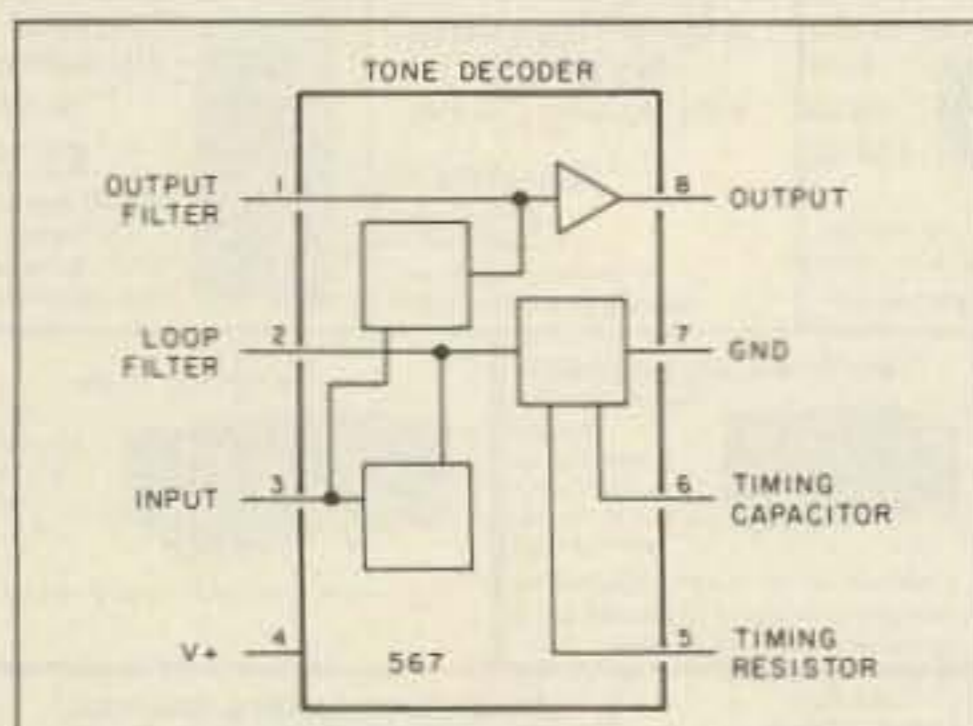 TONE DECODER
OUTPUT
FILTER
1
8
OUTPUT
LOOP
FILTER
2
7
GND
INPUT
3
6
TIMING
CAPACITOR
V+
4
567
5
TIMING
RESISTOR